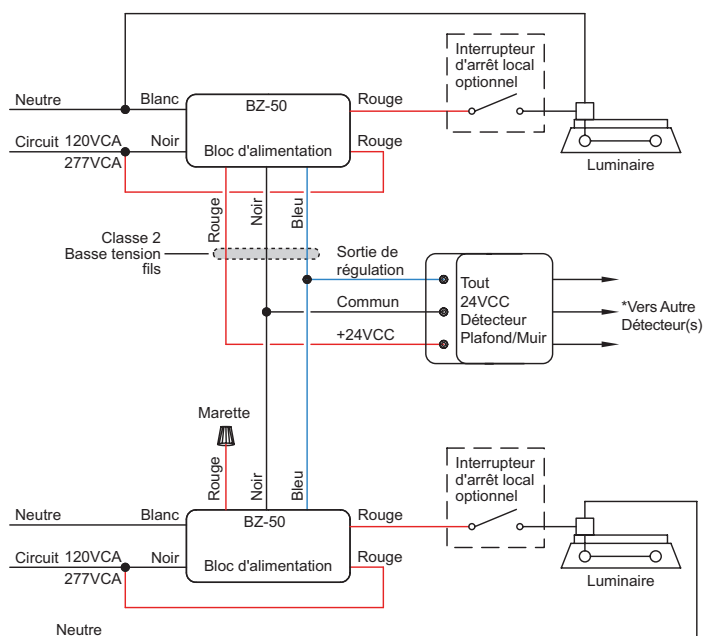 Interrupteur
d'arrêt local
optionnel
Neutre
Blanc
BZ-50
Rouge
Circuit 120VCA
277VCA
Noir
Bloc d'alimentation
Rouge
Luminaire
Rouge
Noir
Bleu
Classe 2
Basse tension
fils
Sortie de
régulation
Commun
+24VCC
Tout
24VCC
Détecteur
Plafond/Muir
*Vers Autre
Détecteur(s)
Marette
Rouge
Noir
Bleu
Interrupteur
d'arrêt local
optionnel
Neutre
Blanc
BZ-50
Rouge
Circuit 120VCA
277VCA
Noir
Bloc d'alimentation
Rouge
Luminaire
Neutre